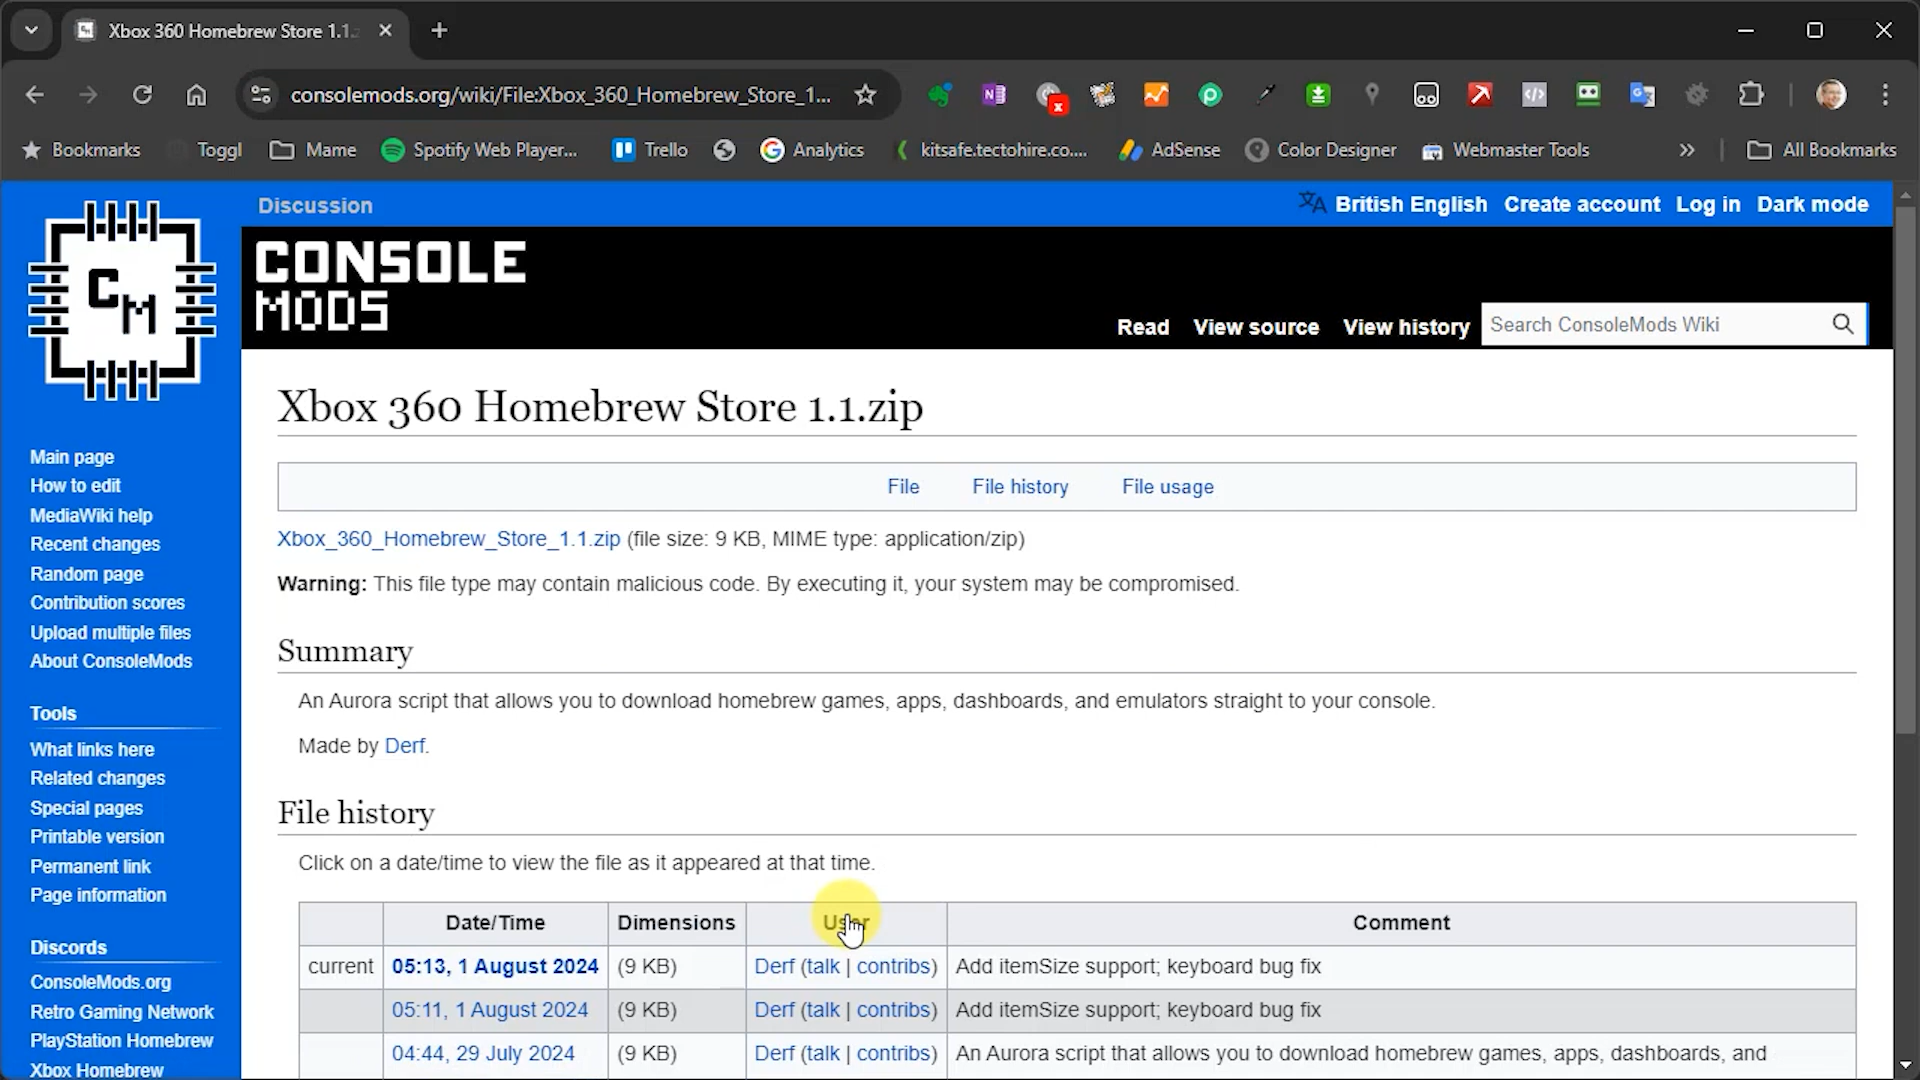 Xbox 360 Homebrew Store 1.1.
consolemods.org/wiki/File:Xbox_360_Homebrew_Store_1...
Bookmarks Toggl Mame Spotify Web Player... Trello Analytics kitsafe.tectohire.co.... AdSense Color Designer Webmaster Tools » All Bookmarks
Discussion British English Create account Log in Dark mode
CM
CONSOLE
MODS
Read View source View history Search ConsoleMods Wiki
Xbox 360 Homebrew Store 1.1.zip
File File history File usage
Xbox_360_Homebrew_Store_1.1.zip (file size: 9 KB, MIME type: application/zip)
Warning: This file type may contain malicious code. By executing it, your system may be compromised.
Summary
An Aurora script that allows you to download homebrew games, apps, dashboards, and emulators straight to your console.
Made by Derf.
File history
Click on a date/time to view the file as it appeared at that time.
Date/Time Dimensions User Comment
current 05:13, 1 August 2024 (9 KB) Derf (talk | contribs) Add itemSize support; keyboard bug fix
05:11, 1 August 2024 (9 KB) Derf (talk | contribs) Add itemSize support; keyboard bug fix
04:44, 29 July 2024 (9 KB) Derf (talk | contribs) An Aurora script that allows you to download homebrew games, apps, dashboards, and
Main page
How to edit
MediaWiki help
Recent changes
Random page
Contribution scores
Upload multiple files
About ConsoleMods
Tools
What links here
Related changes
Special pages
Printable version
Permanent link
Page information
Discords
ConsoleMods.org
Retro Gaming Network
PlayStation Homebrew
Xbox Homebrew